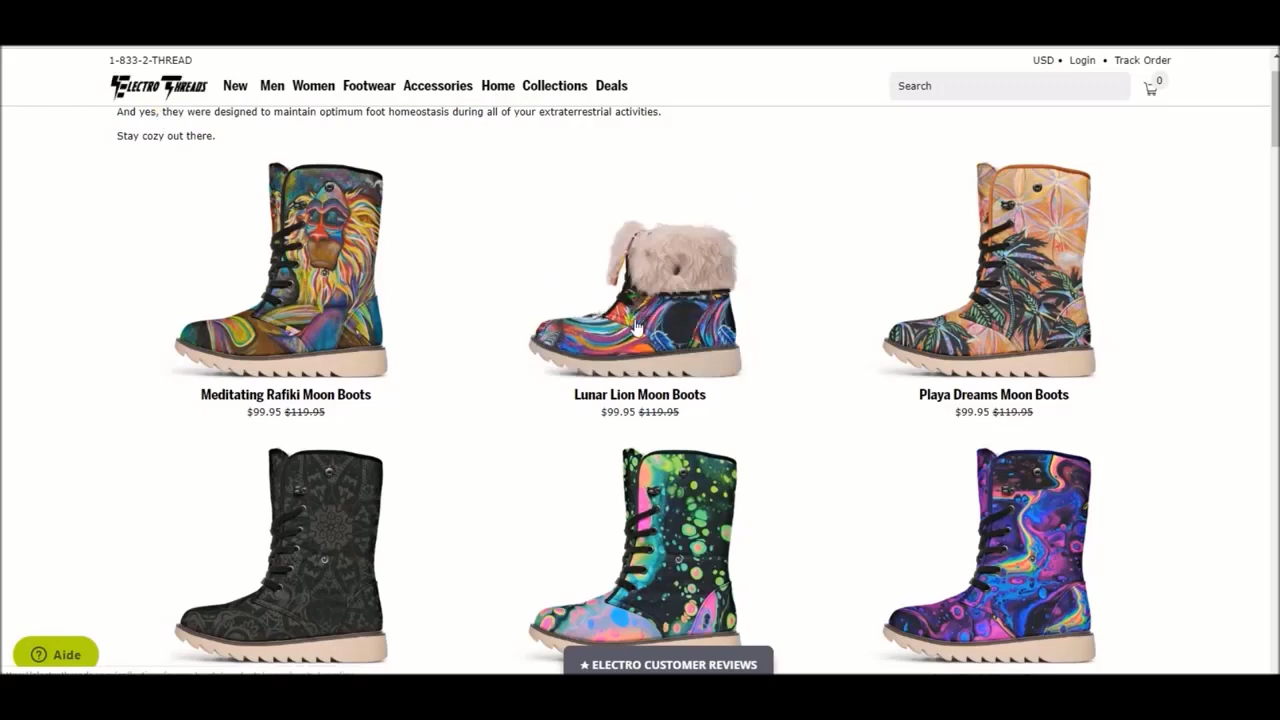 1-833-2-THREAD
USD • Login • Track Order
ELECTRO THREADS
New Men Women Footwear Accessories Home Collections Deals
Search
0
And yes, they were designed to maintain optimum foot homeostasis during all of your extraterrestrial activities.
Stay cozy out there.
Meditating Rafiki Moon Boots
$99.95 $119.95
Lunar Lion Moon Boots
$99.95 $119.95
Playa Dreams Moon Boots
$99.95 $119.95
Aide
★ ELECTRO CUSTOMER REVIEWS